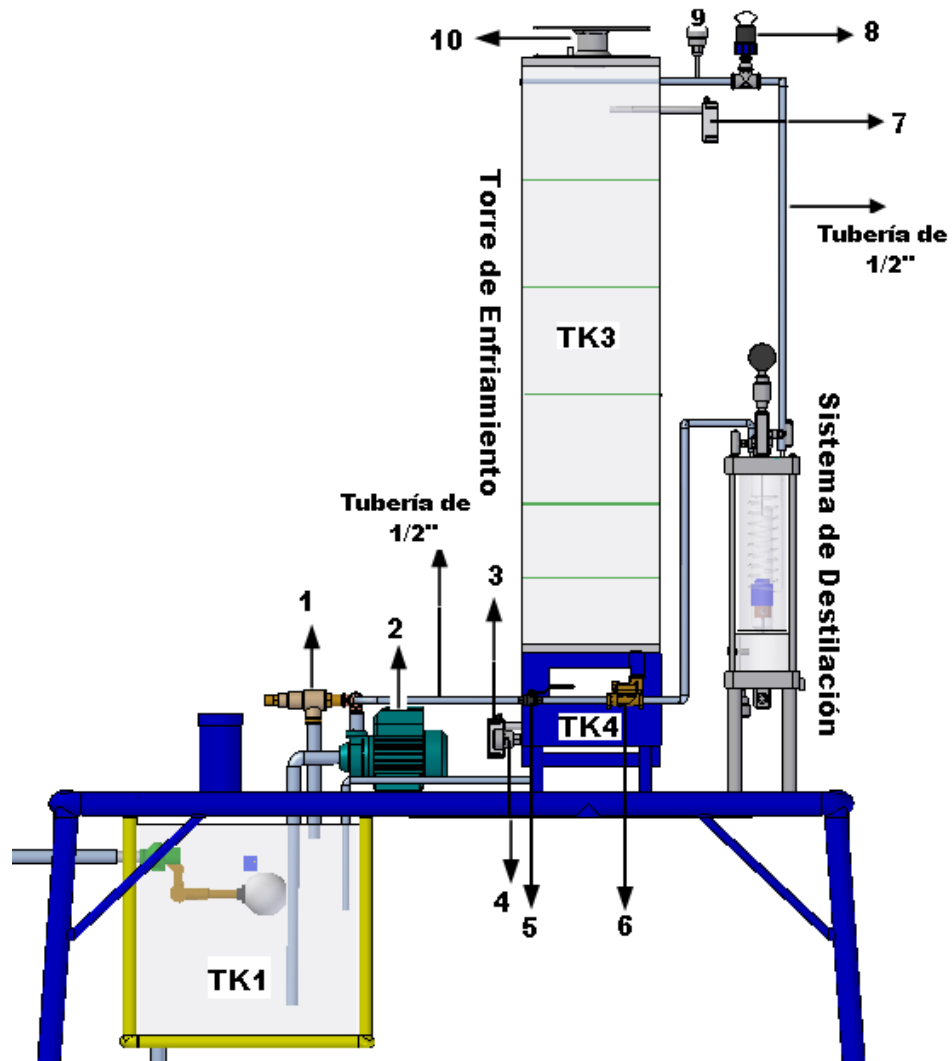 9
10
8
7
Torre de Enfriamiento
Tubería de
1/2"
TK3
Sistema de Destilación
Tubería de
1/2"
3
1
2
TK4
4
5
6
TK1